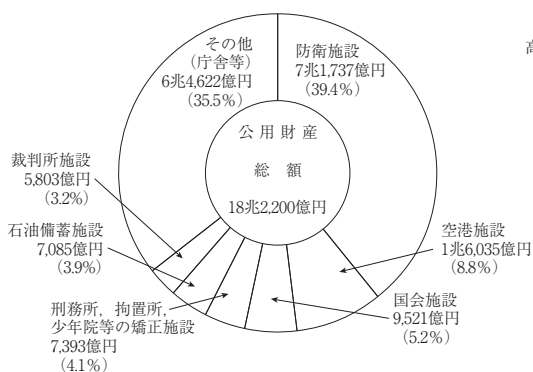 その他
(庁舎等)
6兆4,622億円
(35.5%)
防衛施設
7兆1,737億円
(39.4%)
公用財産
総額
18兆2,200億円
裁判所施設
5,803億円
(3.2%)
石油備蓄施設
7,085億円
(3.9%)
刑務所，拘置所，
少年院等の矯正施設
7,393億円
(4.1%)
空港施設
1兆6,035億円
(8.8%)
国会施設
9,521億円
(5.2%)